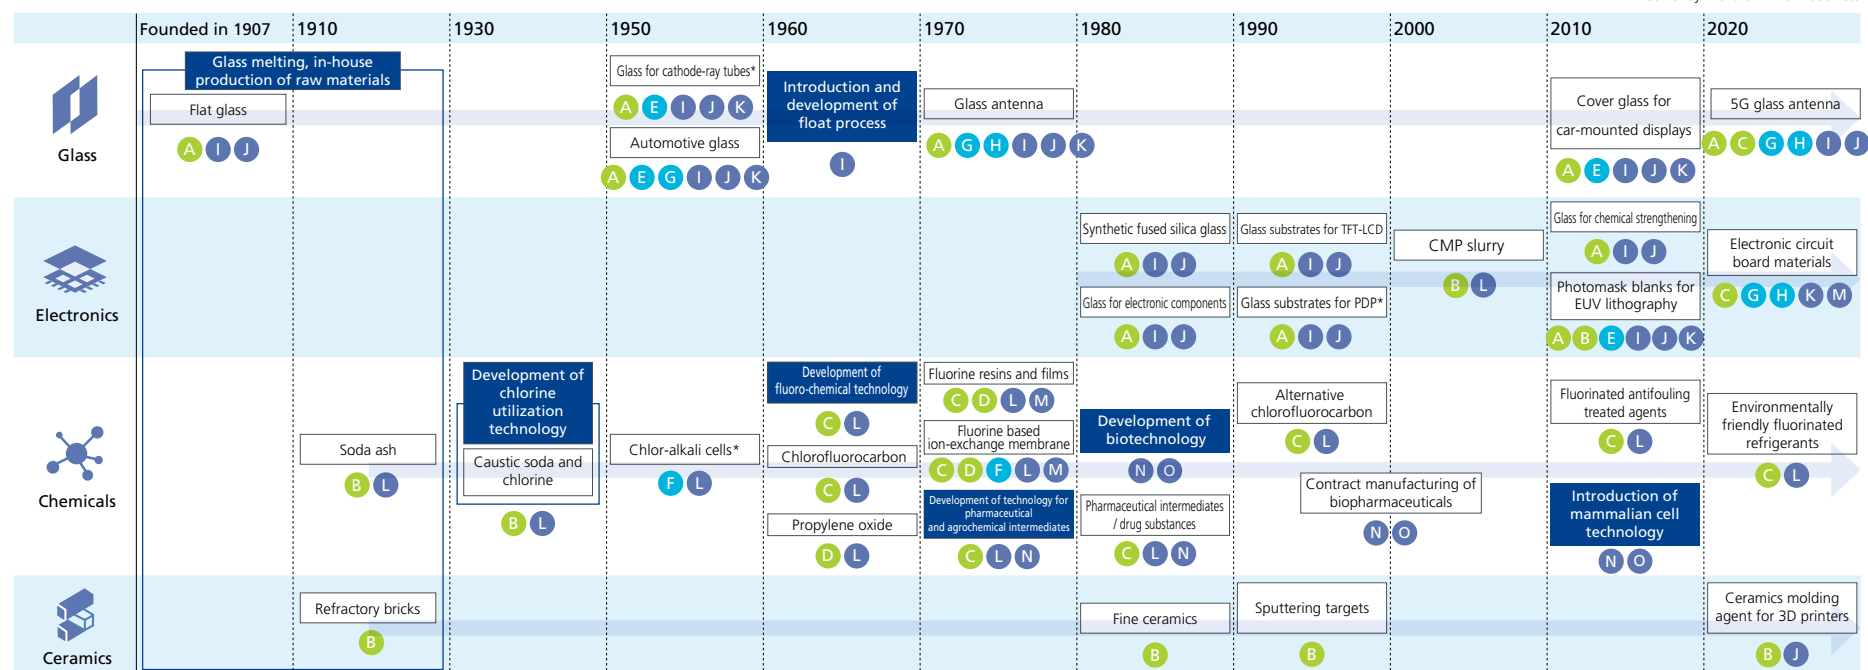 Founded in 1907
1910
1930
1950
1960
1970
1980
1990
2000
2010
2020
Glass
Glass melting, in-house
production of raw materials
Flat glass
A I J
Glass for cathode-ray tubes*
A E I J K
Automotive glass
A E G I J K
Introduction and
development of
float process
I
Glass antenna
A G H I J K
Cover glass for
car-mounted displays
A E I J K
5G glass antenna
A C G H I J
Electronics
Synthetic fused silica glass
A I J
Glass for electronic components
A I J
Glass substrates for TFT-LCD
A I J
Glass substrates for PDP*
A I J
CMP slurry
B L
Glass for chemical strengthening
A I J
Photomask blanks for
EUV lithography
A B E I J K
Electronic circuit
board materials
C G H K M
Chemicals
Soda ash
B L
Development of
chlorine
utilization
technology
Caustic soda and
chlorine
B L
Chlor-alkali cells*
F L
Development of
fluoro-chemical technology
C L
Chlorofluorocarbon
C L
Propylene oxide
D L
Fluorine resins and films
C D L M
Fluorine based
ion-exchange membrane
C D F L M
Development of technology for
pharmaceutical
and agrochemical intermediates
C L N
Development of
biotechnology
N O
Pharmaceutical intermediates
/ drug substances
C L N
Alternative
chlorofluorocarbon
C L
Contract manufacturing of
biopharmaceuticals
N O
Fluorinated antifouling
treated agents
C L
Introduction of
mammalian cell
technology
N O
Environmentally
friendly fluorinated
refrigerants
C L
Ceramics
Refractory bricks
B
Fine ceramics
B
Sputtering targets
B
Ceramics molding
agent for 3D printers
B J